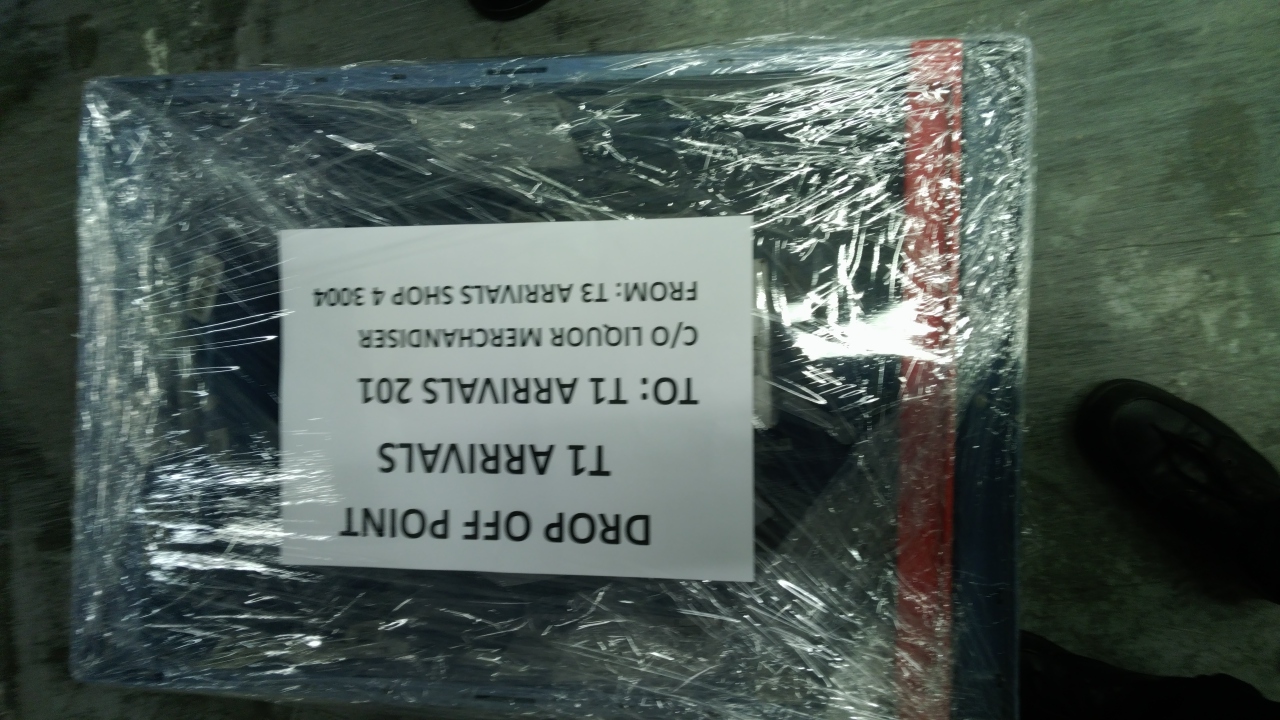 DROP OFF POINT
T1 ARRIVALS
TO: T1 ARRIVALS 201
C/O LIQUOR MERCHANDISER
FROM: T3 ARRIVALS SHOP 4 3004